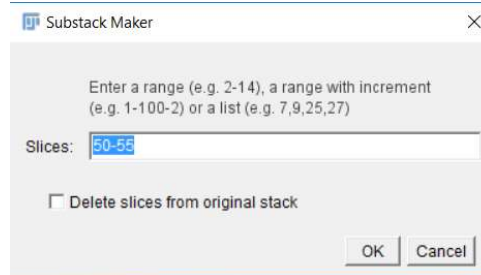 Substack Maker
Enter a range (e.g. 2-14), a range with increment
(e.g. 1-100-2) or a list (e.g. 7,9,25,27)
Slices: 50-55
Delete slices from original stack
OK Cancel